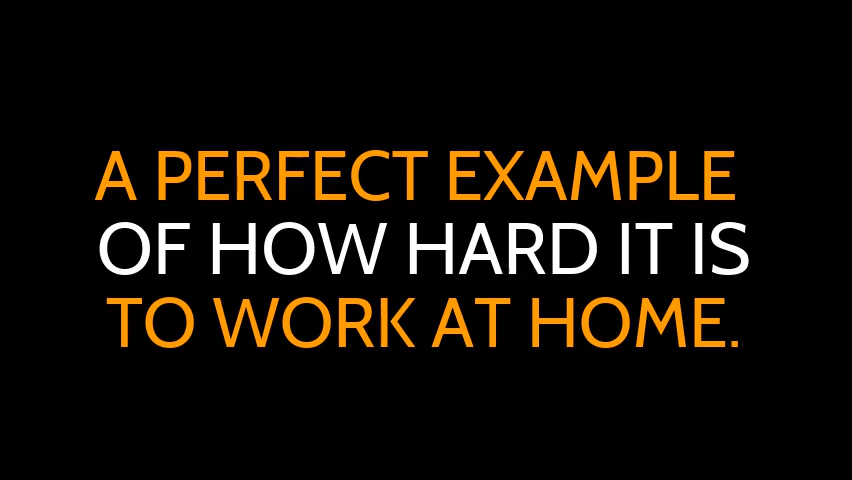 A PERFECT EXAMPLE
OF HOW HARD IT IS
TO WORK AT HOME.